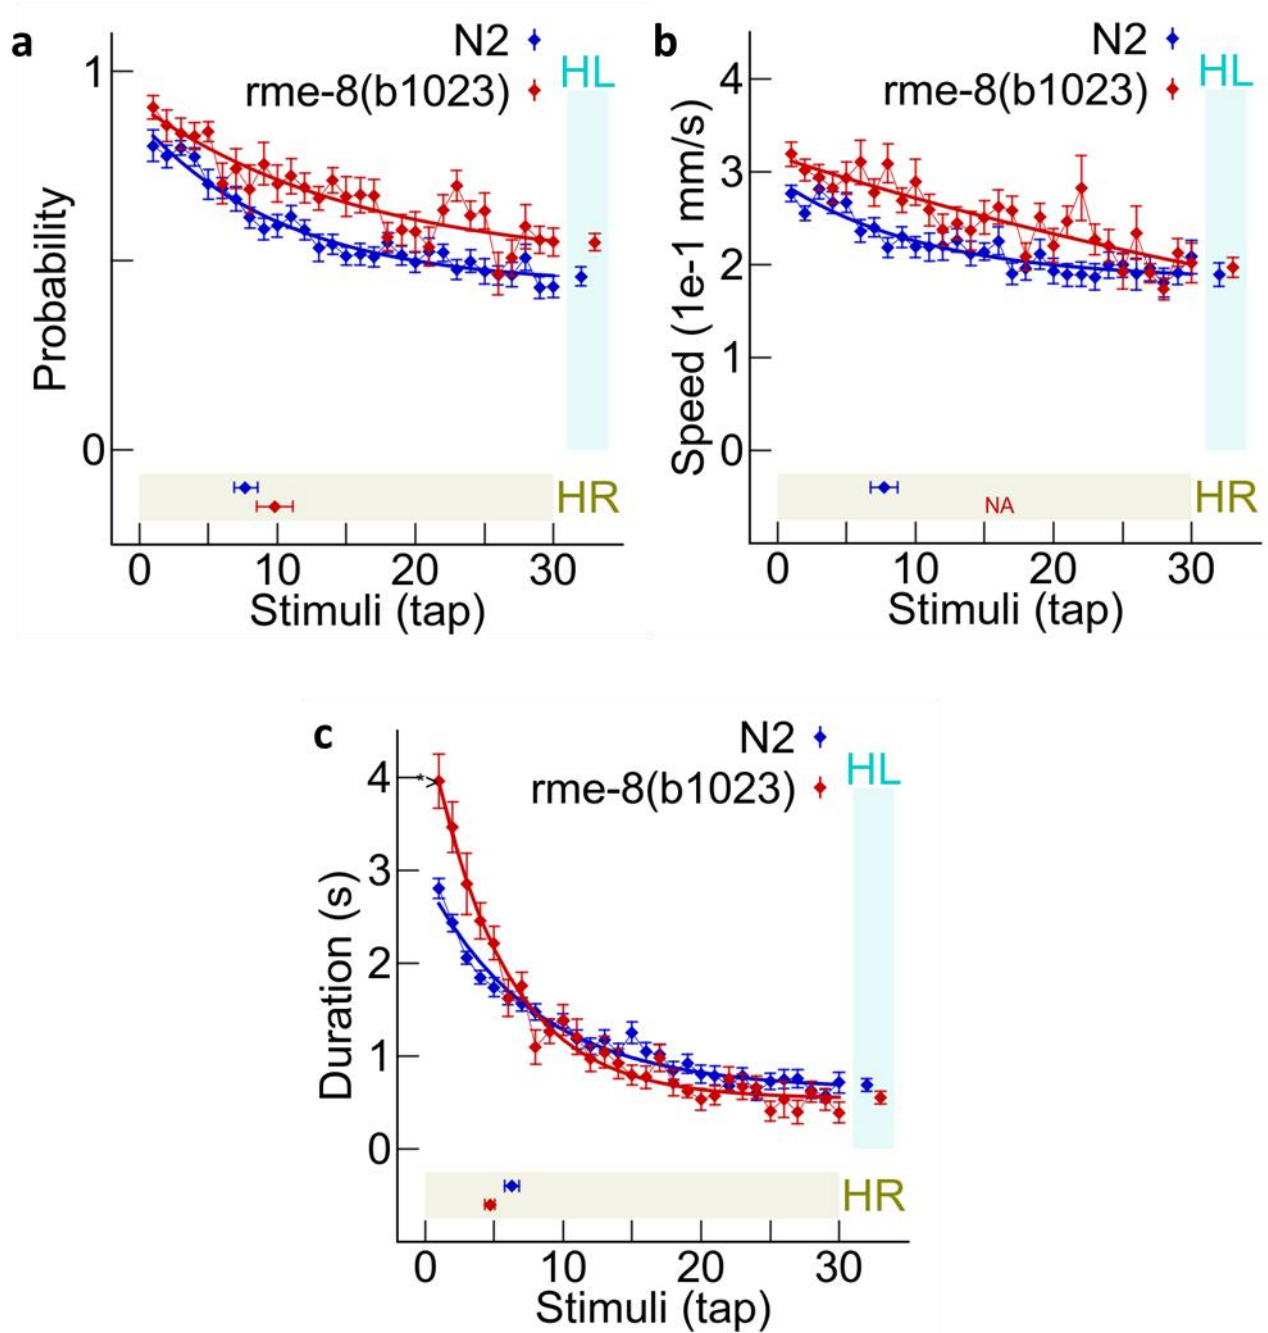 a
N2
rme-8(b1023)
HL
1
Probability
0
HR
0 10 20 30
Stimuli (tap)
b
N2
rme-8(b1023)
HL
4
3
2
1
0
Speed (1e-1 mm/s)
NA
HR
0 10 20 30
Stimuli (tap)
c
N2
rme-8(b1023)
HL
4
*
3
2
1
0
Duration (s)
HR
0 10 20 30
Stimuli (tap)